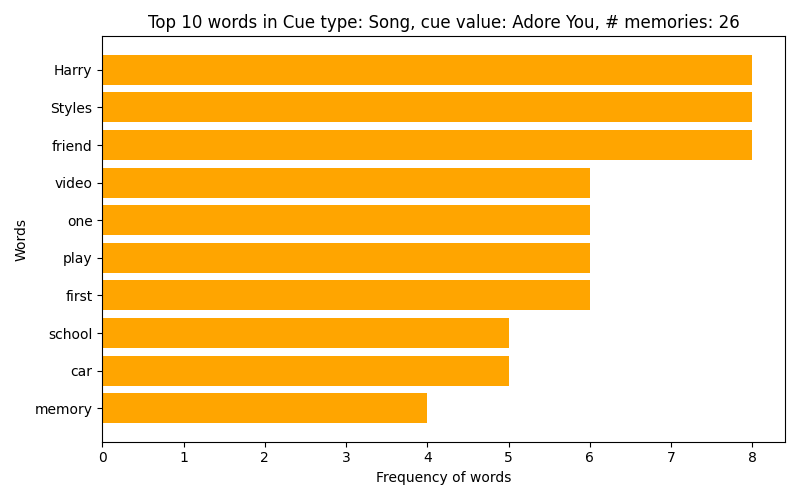 Top 10 words in Cue type: Song, cue value: Adore You, # memories: 26
Harry
Styles
friend
video
one
play
first
school
car
memory
Words
0 1 2 3 4 5 6 7 8
Frequency of words